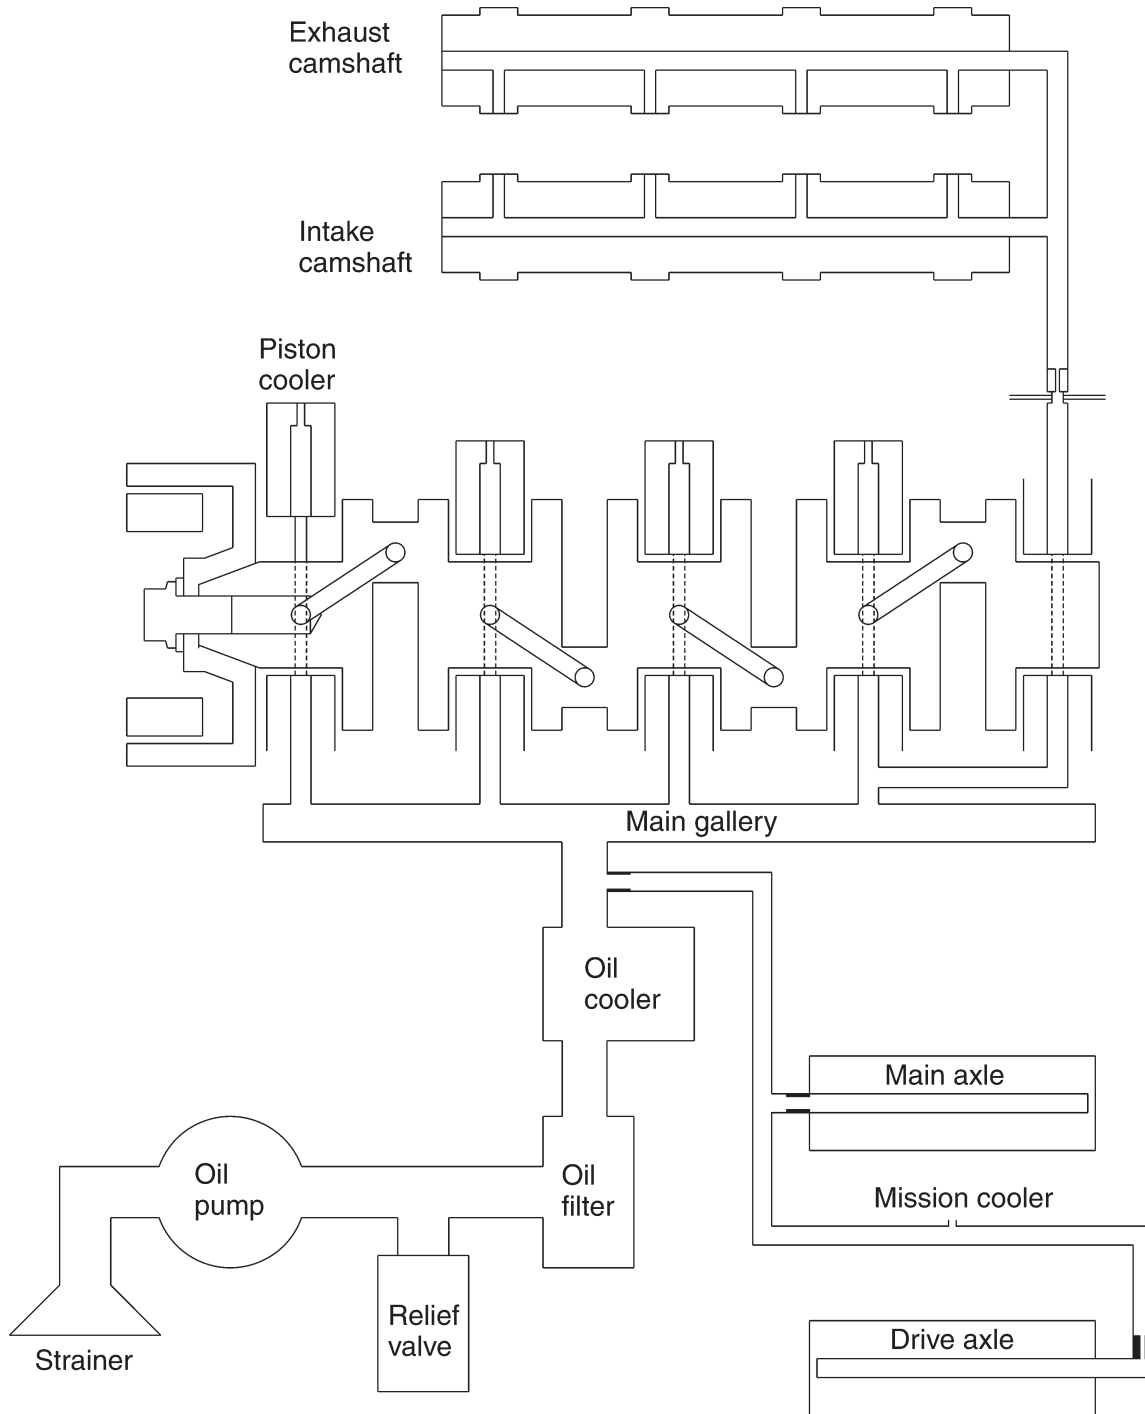 Exhaust
camshaft
Intake
camshaft
Piston
cooler
Main gallery
Oil
cooler
Main axle
Oil
pump
Oil
filter
Mission cooler
Relief
valve
Drive axle
Strainer